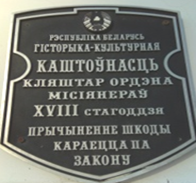 РЭСПУБЛІКА БЕЛАРУСЬ
ГІСТОРЫКА-КУЛЬТУРНАЯ
КАШТОЎНАСЦЬ
КЛЯШТАР ОРДЭНА
МІСІЯНЕРАЎ
XVIII СТАГОДДЗЯ
ПРЫЧЫНЕННЕ ШКОДЫ
КАРАЕЦЦА ПА
ЗАКОНУ